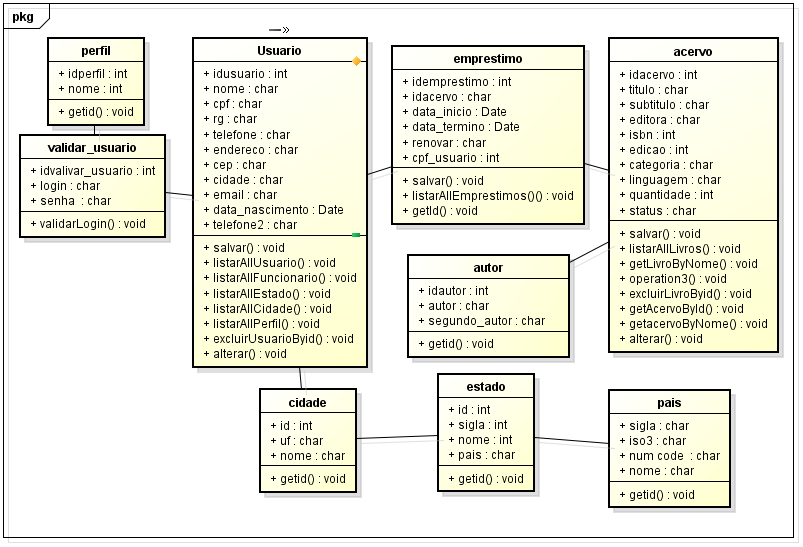 pkg
perfil
+ idperfil : int
+ nome : int
+ getid() : void
validar_usuario
+ idvalivar_usuario : int
+ login : char
+ senha : char
+ validarLogin() : void
Usuario
+ idusuario : int
+ nome : char
+ cpf : char
+ rg : char
+ telefone : char
+ endereco : char
+ cep : char
+ cidade : char
+ email : char
+ data_nascimento : Date
+ telefone2 : char
+ salvar() : void
+ listarAllUsuario() : void
+ listarAllFuncionario() : void
+ listarAllEstado() : void
+ listarAllCidade() : void
+ listarAllPerfil() : void
+ excluirUsuarioByid() : void
+ alterar() : void
emprestimo
+ idemprestimo : int
+ idacervo : char
+ data_inicio : Date
+ data_termino : Date
+ renovar : char
+ cpf_usuario : int
+ salvar() : void
+ listarAllEmprestimos()() : void
+ getId() : void
acervo
+ idacervo : int
+ titulo : char
+ subtitulo : char
+ editora : char
+ isbn : int
+ edicao : int
+ categoria : char
+ linguagem : char
+ quantidade : int
+ status : char
+ salvar() : void
+ listarAllLivros() : void
+ getLivroByNome() : void
+ operation3() : void
+ excluirLivroByid() : void
+ getAcervoById() : void
+ getacervoByNome() : void
+ alterar() : void
autor
+ idautor : int
+ autor : char
+ segundo_autor : char
+ getid() : void
cidade
+ id : int
+ uf : char
+ nome : char
+ getid() : void
estado
+ id : int
+ sigla : int
+ nome : int
+ pais : char
+ getid() : void
pais
+ sigla : char
+ iso3 : char
+ num code : char
+ nome : char
+ getid() : void